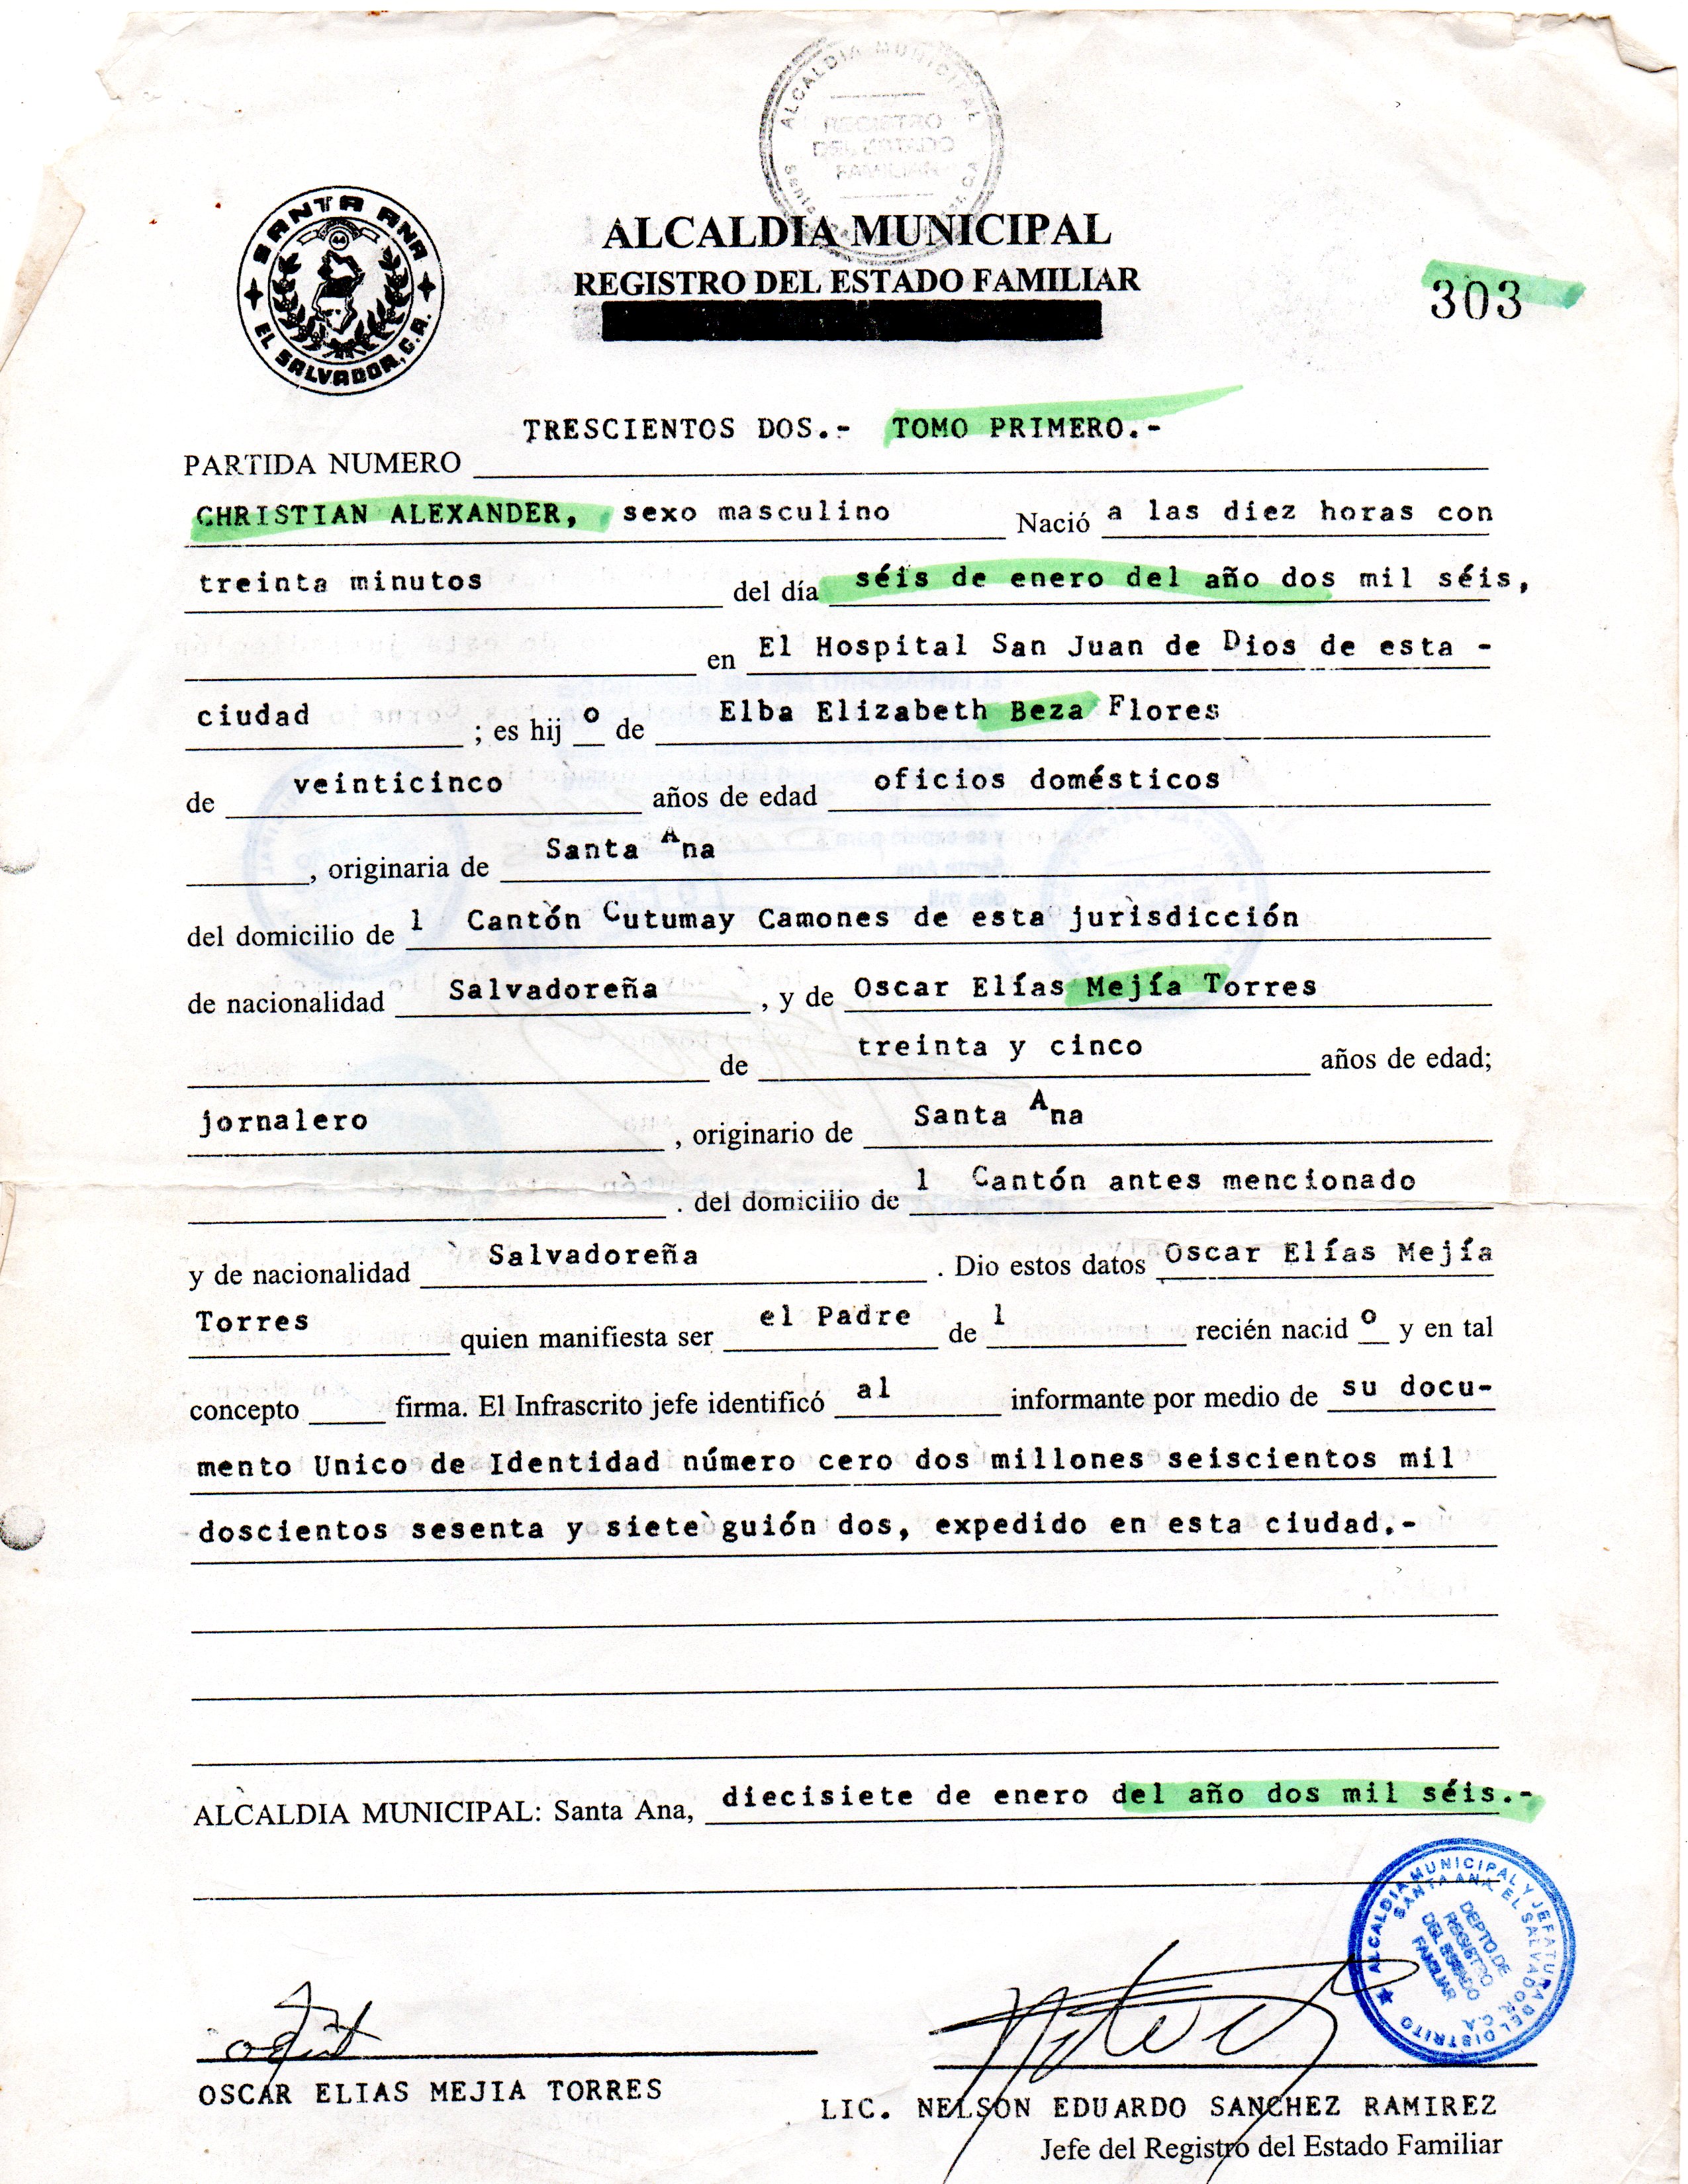 ALCALDIA MUNICIPAL
REGISTRO
DEL ESTADO
FAMILIAR
SANTA ANA
EL SALVADOR, C.A.
ALCALDIA MUNICIPAL
REGISTRO DEL ESTADO FAMILIAR
303
TRESCIENTOS DOS.- TOMO PRIMERO.-
PARTIDA NUMERO
CHRISTIAN ALEXANDER, sexo masculino Nació a las diez horas con
treinta minutos del día séis de enero del año dos mil séis,
en El Hospital San Juan de Dios de esta -
ciudad ; es hij o de Elba Elizabeth Beza Flores
de veinticinco años de edad oficios domésticos
, originaria de Santa Ana
del domicilio de l Cantón Cutumay Camones de esta jurisdicción
de nacionalidad Salvadoreña , y de Oscar Elías Mejía Torres
de treinta y cinco años de edad;
jornalero , originario de Santa Ana
. del domicilio de l Cantón antes mencionado
y de nacionalidad Salvadoreña . Dio estos datos Oscar Elías Mejía
Torres quien manifiesta ser el Padre de l recién nacid o y en tal
concepto firma. El Infrascrito jefe identificó al informante por medio de su docu-
mento Unico de Identidad número cero dos millones seiscientos mil
doscientos sesenta y siete guión dos, expedido en esta ciudad.-
ALCALDIA MUNICIPAL: Santa Ana, diecisiete de enero del año dos mil séis.-
ALCALDIA MUNICIPAL Y JEFATURA DEL DISTRITO
SANTA ANA. EL SALVADOR C.A.
DEPTO. DE
REGISTRO
DEL ESTADO
FAMILIAR
OSCAR ELIAS MEJIA TORRES
LIC. NELSON EDUARDO SANCHEZ RAMIREZ
Jefe del Registro del Estado Familiar